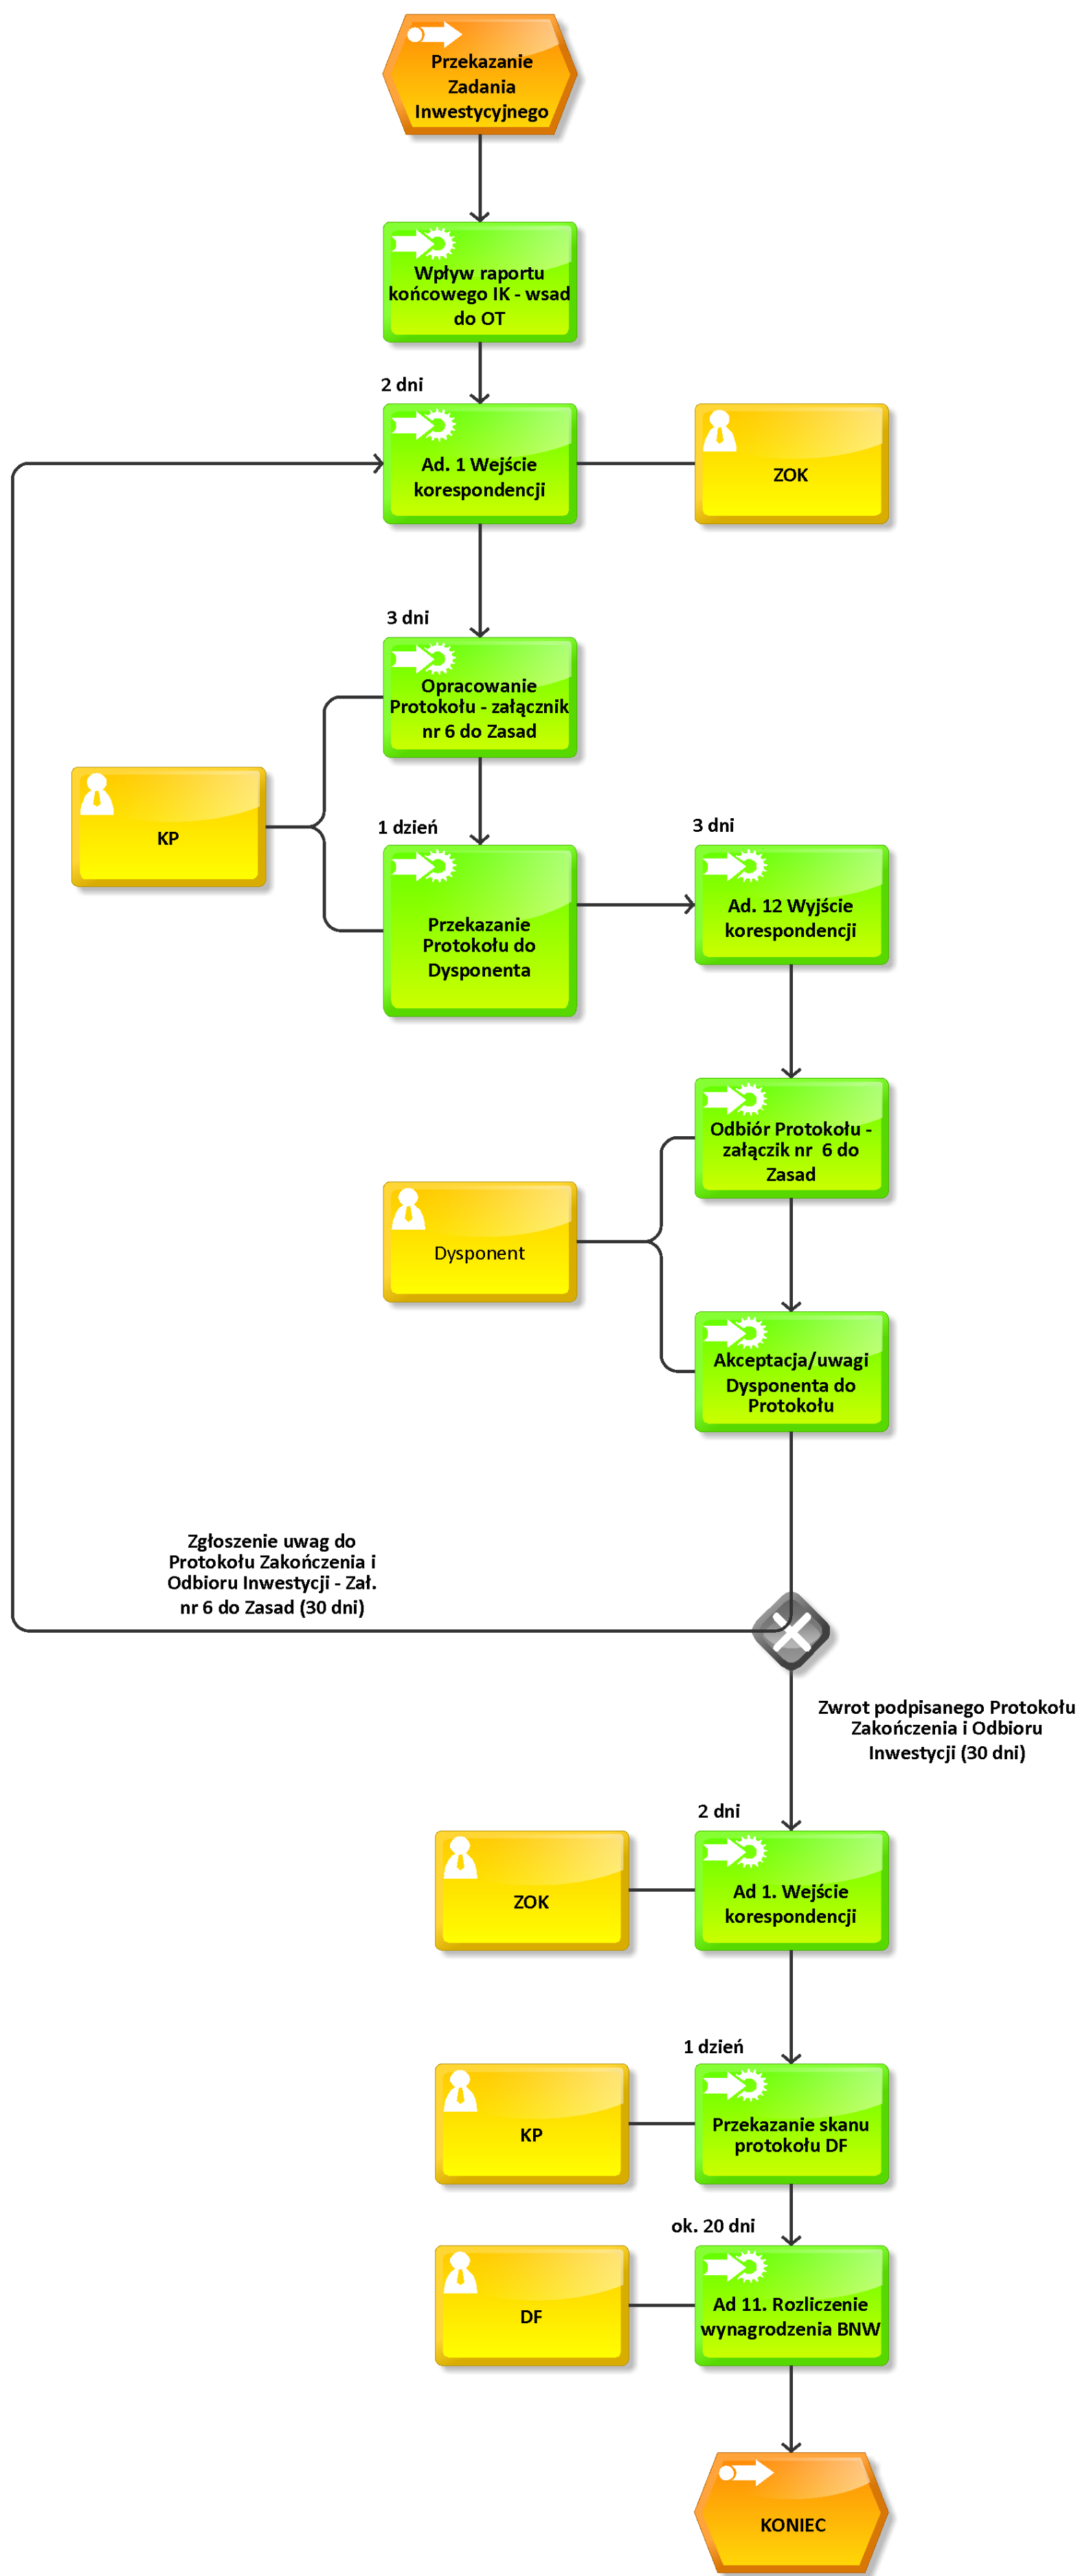 Przekazanie
Zadania
Inwestycyjnego
Wpływ raportu
końcowego IK - wsad
do OT
2 dni
Ad. 1 Wejście
korespondencji
ZOK
3 dni
Opracowanie
Protokołu - załącznik
nr 6 do Zasad
KP
1 dzień
Przekazanie
Protokołu do
Dysponenta
3 dni
Ad. 12 Wyjście
korespondencji
Odbiór Protokołu -
załączik nr  6 do
Zasad
Dysponent
Akceptacja/uwagi
Dysponenta do
Protokołu
Zgłoszenie uwag do
Protokołu Zakończenia i
Odbioru Inwestycji - Zał.
nr 6 do Zasad (30 dni)
Zwrot podpisanego Protokołu
Zakończenia i Odbioru
Inwestycji (30 dni)
2 dni
ZOK
Ad 1. Wejście
korespondencji
1 dzień
KP
Przekazanie skanu
protokołu DF
ok. 20 dni
DF
Ad 11. Rozliczenie
wynagrodzenia BNW
KONIEC